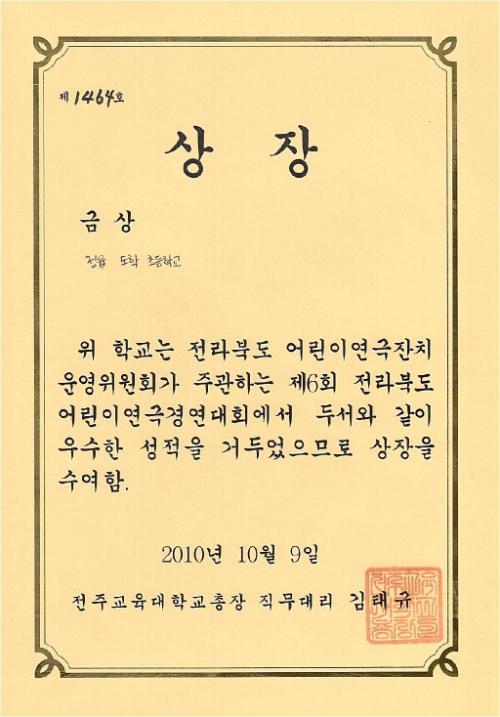 제1464호
상 장
금 상
정읍 도학 초등학교
위 학교는 전라북도 어린이연극잔치
운영위원회가 주관하는 제6회 전라북도
어린이연극경연대회에서 두서와 같이
우수한 성적을 거두었으므로 상장을
수여함.
2010년 10월 9일
전주교육대학교총장 직무대리 김태규